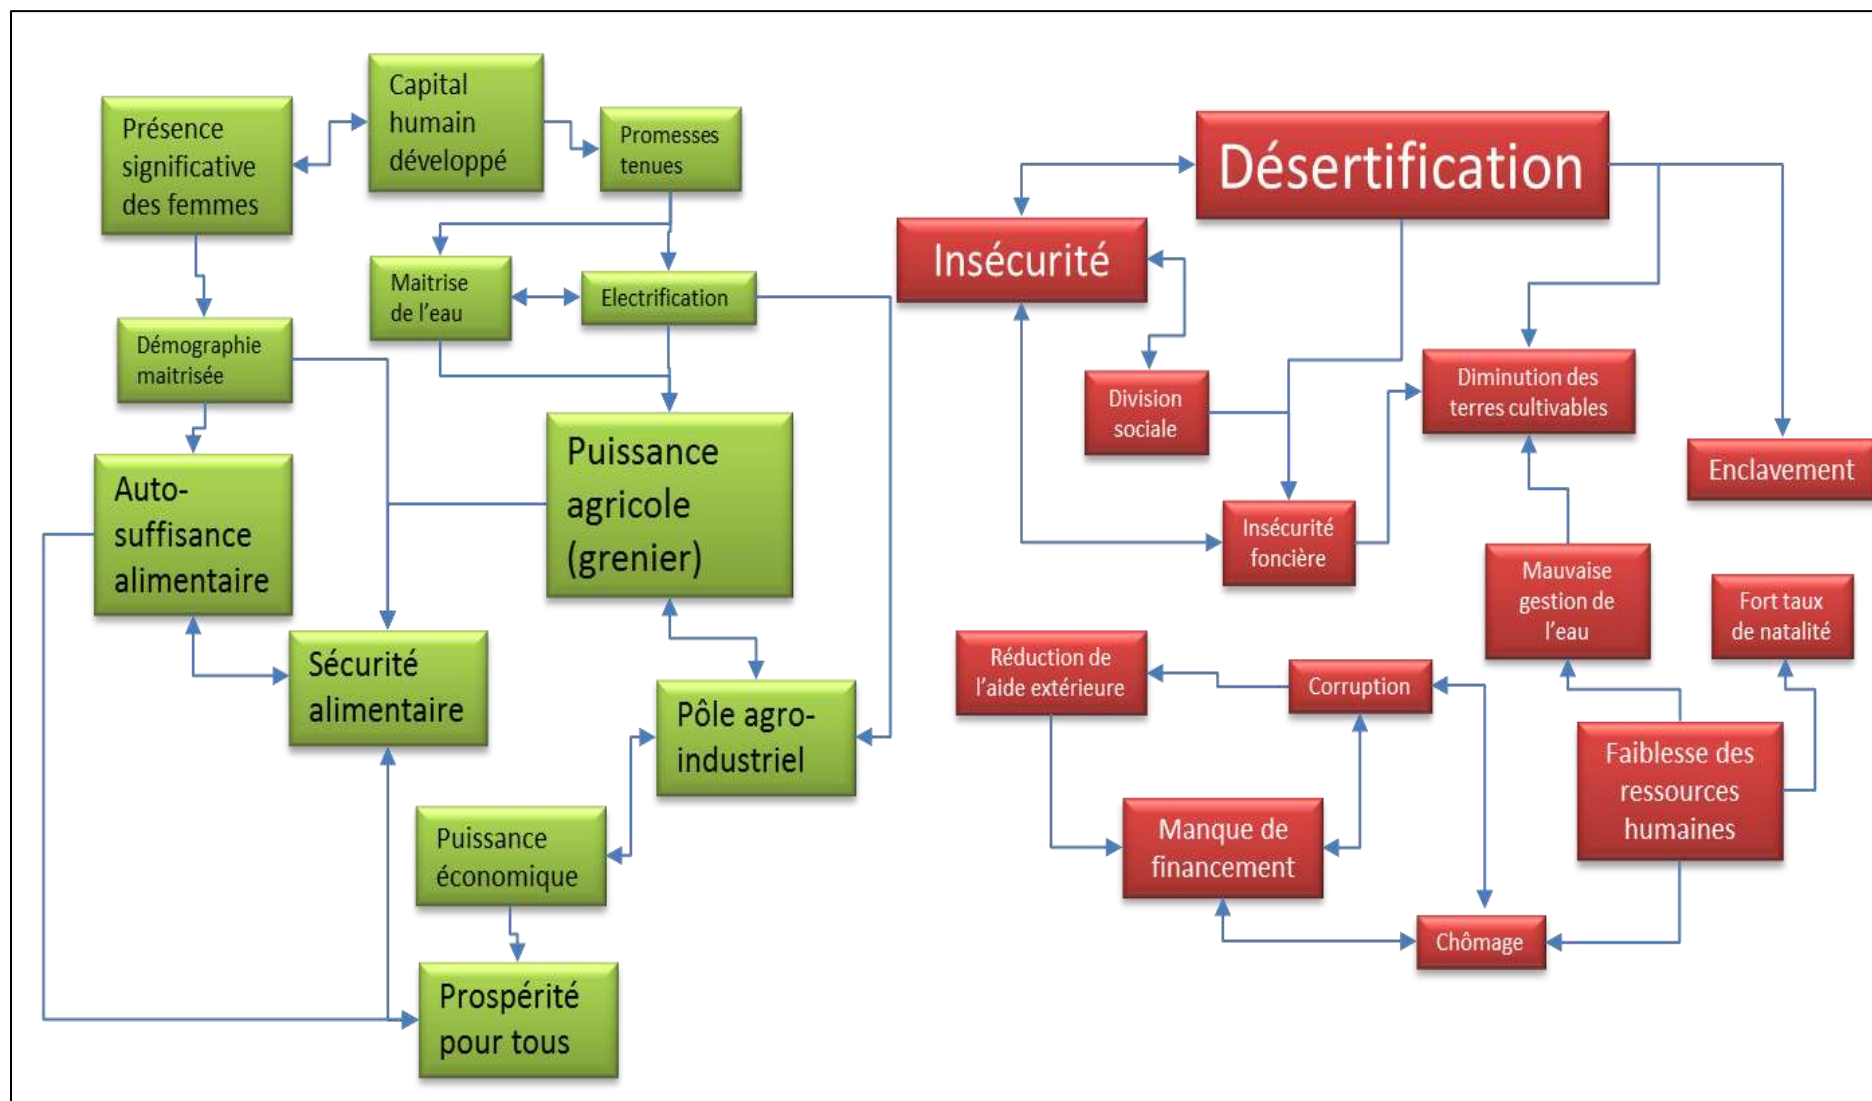 Présence
significative
des femmes
Capital
humain
développé
Promesses
tenues
Maitrise
de l'eau
Electrification
Démographie
maitrisée
Auto-
suffisance
alimentaire
Puissance
agricole
(grenier)
Sécurité
alimentaire
Pôle agro-
industriel
Puissance
économique
Prospérité
pour tous
Désertification
Insécurité
Division
sociale
Diminution des
terres cultivables
Enclavement
Insécurité
foncière
Mauvaise
gestion de
l'eau
Fort taux
de natalité
Réduction de
l'aide extérieure
Corruption
Faiblesse des
ressources
humaines
Manque de
financement
Chômage